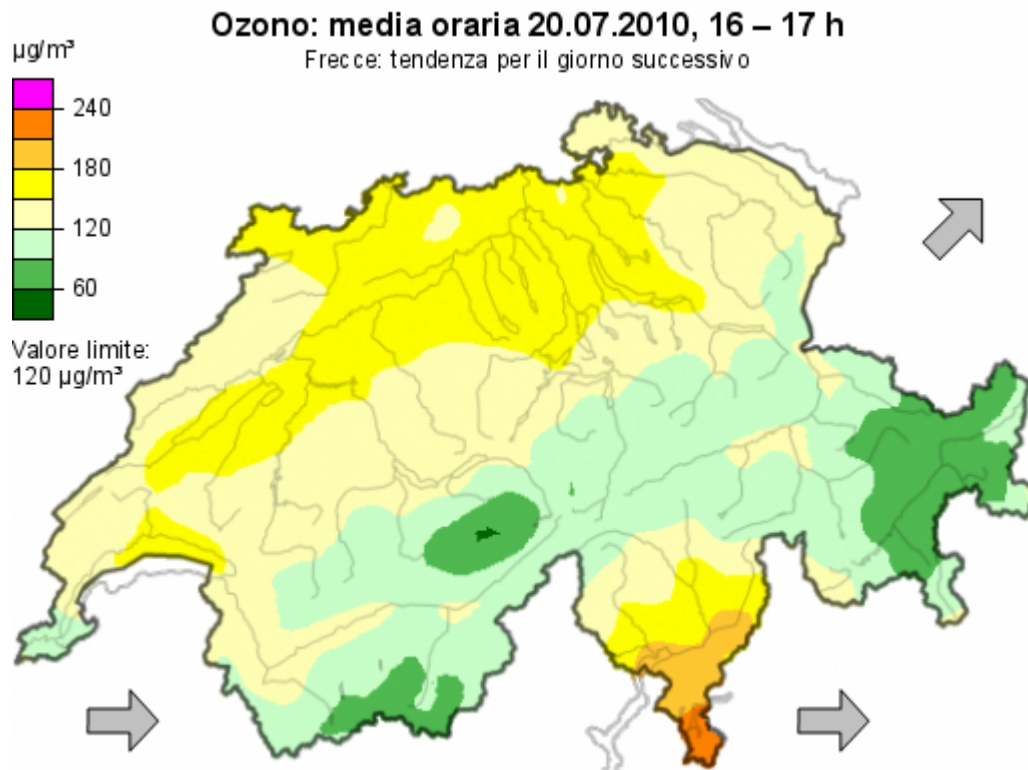 Ozono: media oraria 20.07.2010, 16 – 17 h
Frecce: tendenza per il giorno successivo
µg/m³
240
180
120
60
Valore limite:
120 µg/m³